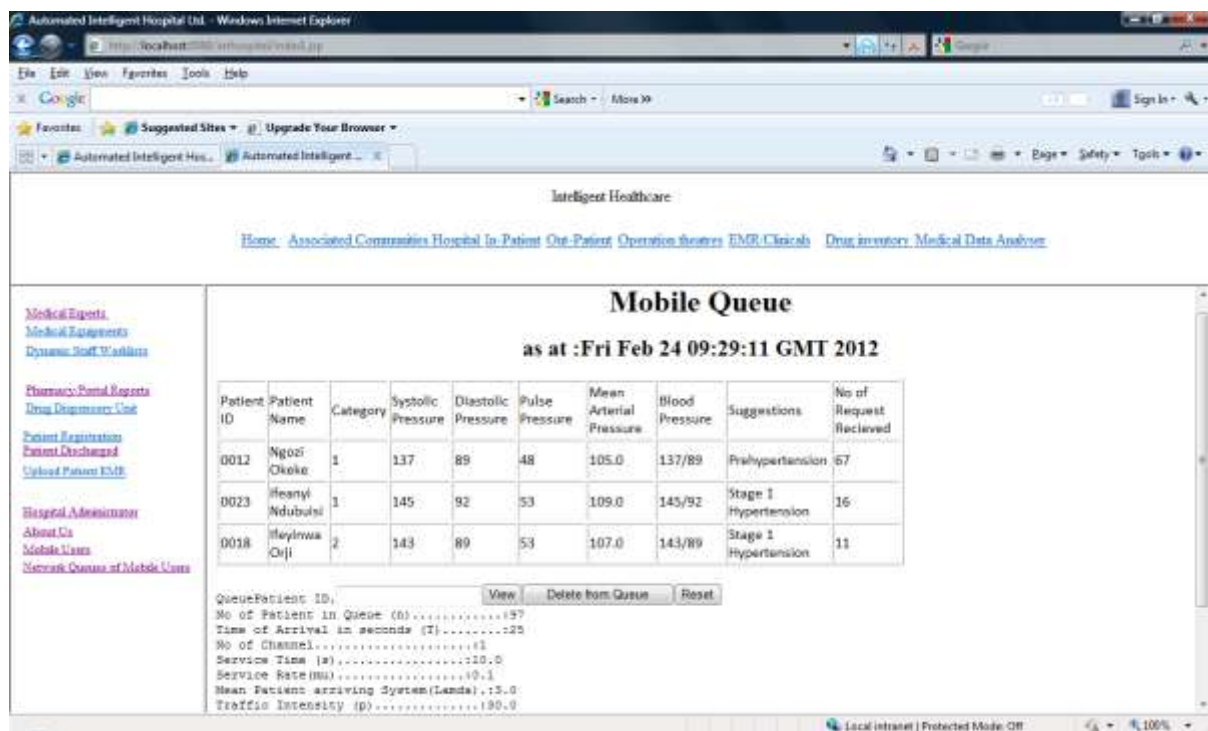 Automated Intelligent Hospital Ltd. - Windows Internet Explorer
Google
File Edit View Favorites Tools Help
x Google Search More » Sign In
Favorites Suggested Sites Upgrade Your Browser
Automated Intelligent Hos... Automated Intelligent ... x Page Safety Tools
Intelligent Healthcare
Home Associated Communities Hospital In-Patient Out-Patient Operation theatres EMR/Clinicals Drug inventory Medical Data Analyser
Medical Experts
Medical Equipments
Dynamic Staff Worklists
Pharmacy Portal Reports
Drug Dispensory Unit
Patient Registration
Patient Discharged
Upload Patient EMR
Hospital Administrator
About Us
Mobile Users
Network Queues of Mobile Users
Mobile Queue
as at :Fri Feb 24 09:29:11 GMT 2012
Patient ID Patient Name Category Systolic Pressure Diastolic Pressure Pulse Pressure Mean Arterial Pressure Blood Pressure Suggestions No of Request Recieved
0012 Ngozi Okeke 1 137 89 48 105.0 137/89 Prehypertension 67
0023 Ifeanyi Ndubuisi 1 145 92 53 109.0 145/92 Stage 1 Hypertension 16
0018 Ifeyinwa Orji 2 143 89 53 107.0 143/89 Stage 1 Hypertension 11
QueuePatient ID. View Delete from Queue Reset
No of Patient in Queue (n)............:97
Time of Arrival in seconds (T)........:25
No of Channel.......................:1
Service Time (s)..................:10.0
Service Rate(mu)..................:0.1
Mean Patient arriving System(Lamda).:3.0
Traffic Intensity (p)..............:30.0
Local intranet | Protected Mode: Off 100%